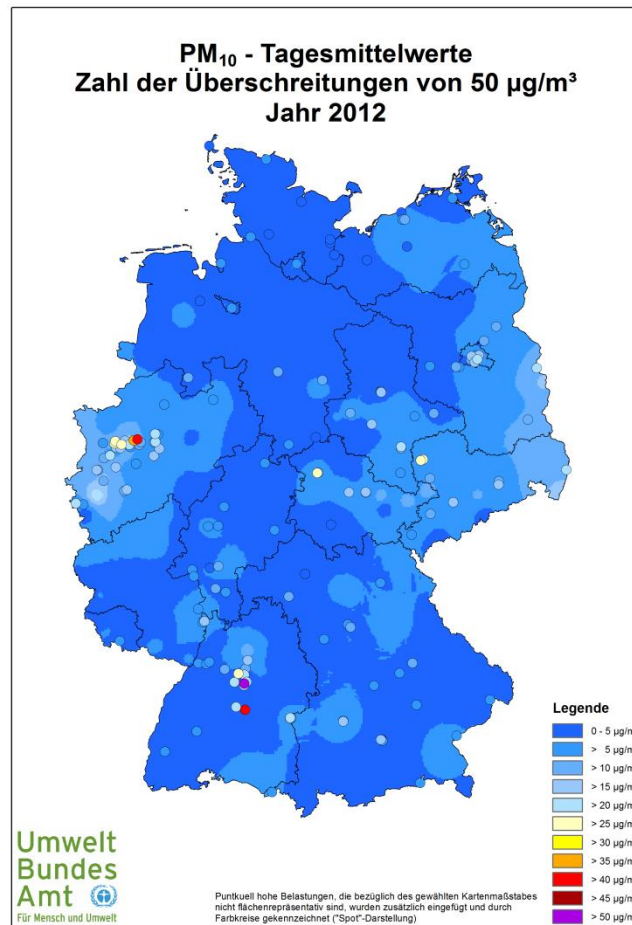 PM₁₀ - Tagesmittelwerte
Zahl der Überschreitungen von 50 µg/m³
Jahr 2012
Legende
0 - 5 µg/m
> 5 µg/m
> 10 µg/m
> 15 µg/m
> 20 µg/m
> 25 µg/m
> 30 µg/m
> 35 µg/m
> 40 µg/m
> 45 µg/m
> 50 µg/m
Umwelt
Bundes
Amt
Für Mensch und Umwelt
Punktuell hohe Belastungen, die bezüglich des gewählten Kartenmaßstabes
nicht flächenrepräsentativ sind, wurden zusätzlich eingefügt und durch
Farbkreise gekennzeichnet ("Spot"-Darstellung)